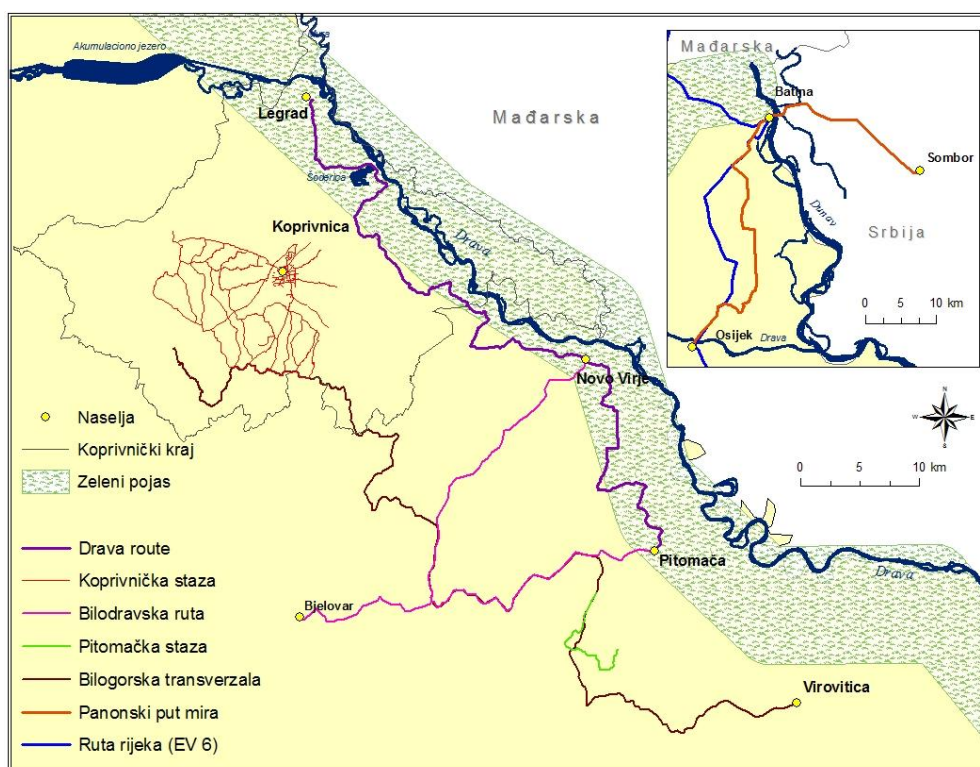 Akumulaciono jezero
Mura
Legrad
Mađarska
Šoderica
Koprivnica
Drava
Novo Virje
Pitomača
Drava
Bjelovar
Virovitica
Mađarska
Batina
Sombor
Dunav
Srbija
0 5 10 km
Osijek
Drava
N
W E
S
0 5 10 km
Naselja
Koprivnički kraj
Zeleni pojas
Drava route
Koprivnička staza
Bilodravska ruta
Pitomačka staza
Bilogorska transverzala
Panonski put mira
Ruta rijeka (EV 6)